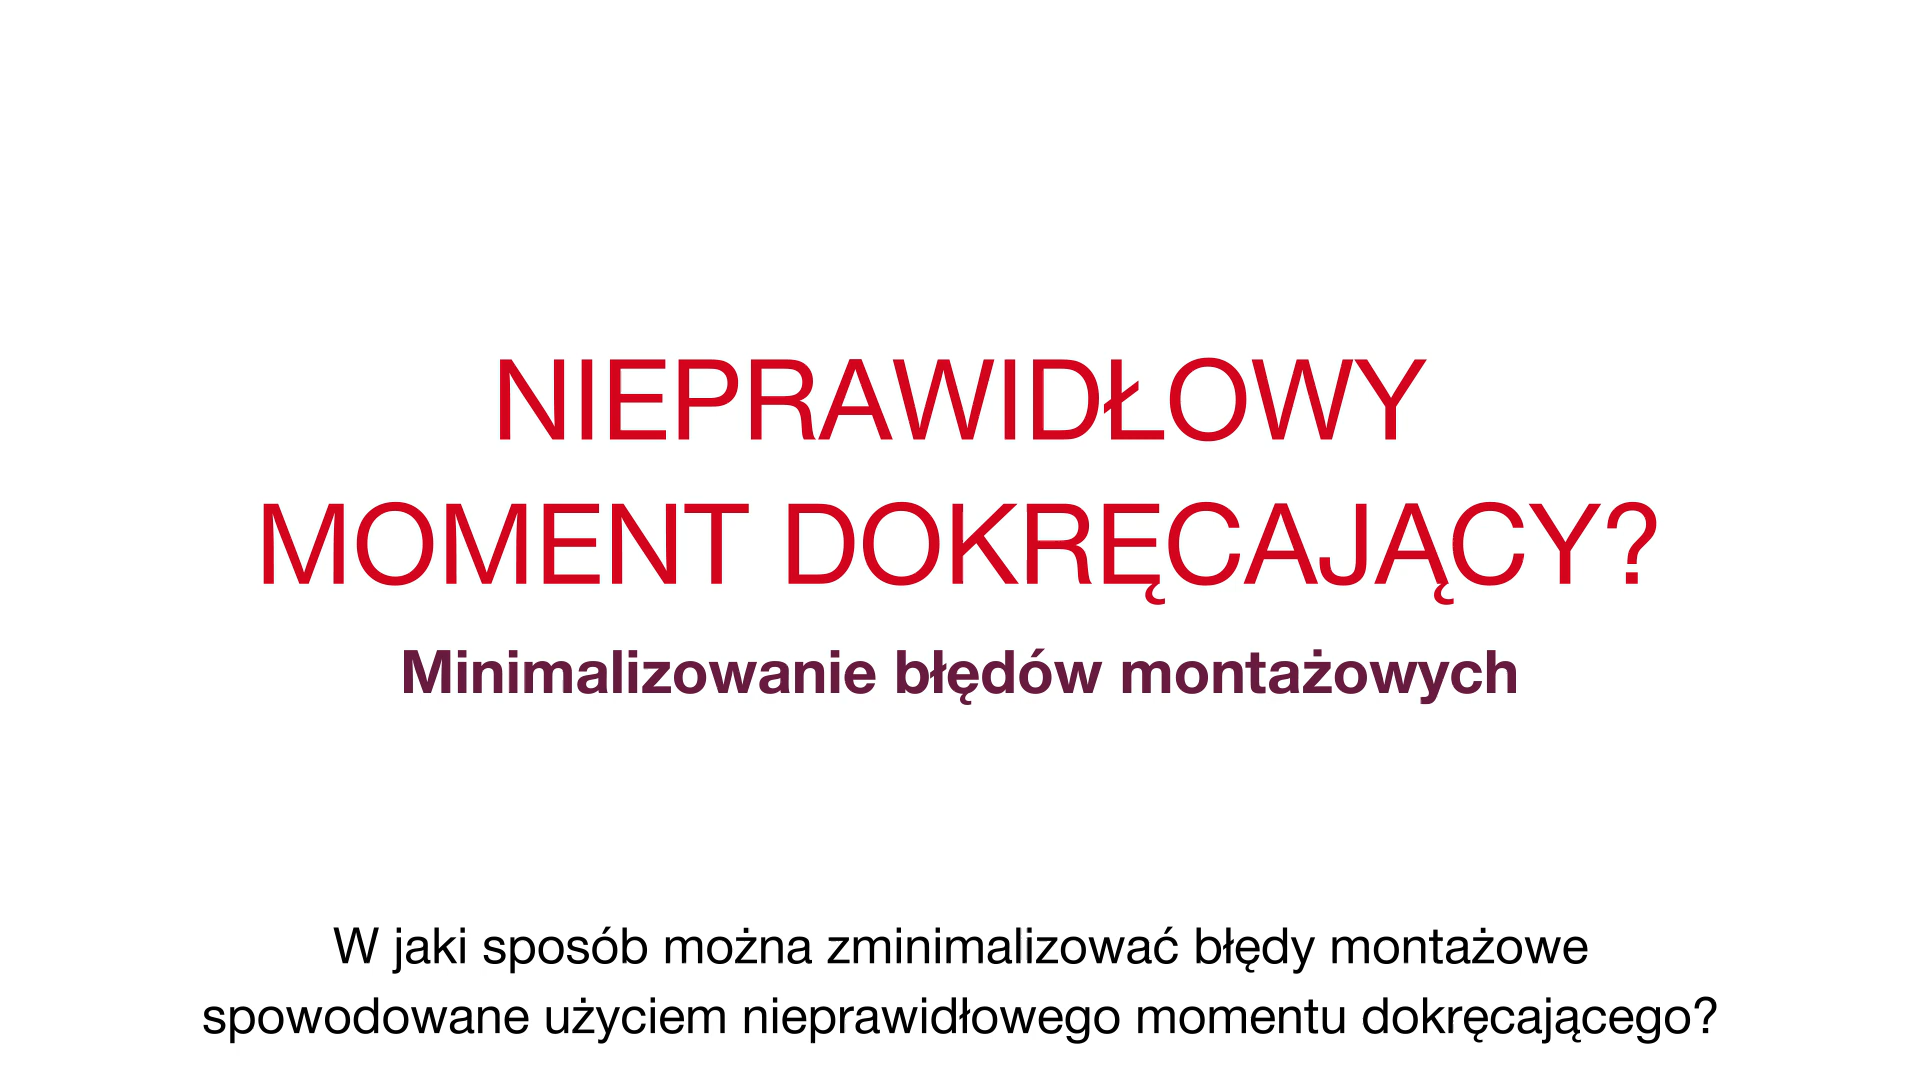 NIEPRAWIDŁOWY
MOMENT DOKRĘCAJĄCY?
Minimalizowanie błędów montażowych
W jaki sposób można zminimalizować błędy montażowe
spowodowane użyciem nieprawidłowego momentu dokręcającego?